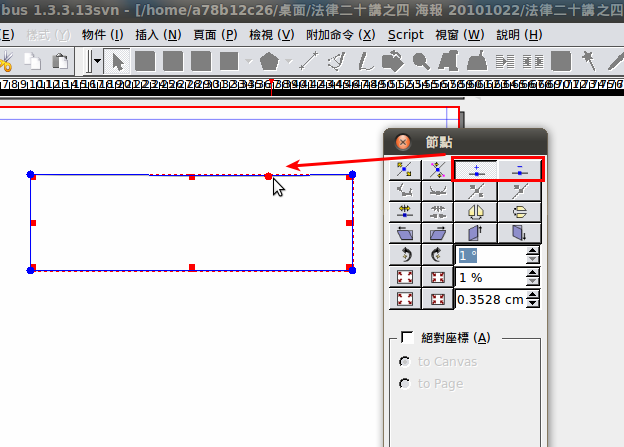 bus 1.3.3.13svn - [/home/a78b12c26/桌面/法律二十講之四 海報 20101022/法律二十講之四
(E) 樣式 (Y) 物件 (I) 插入 (N) 頁面 (P) 檢視 (V) 附加命令 (X) Script 視窗 (W) 說明 (H)
節點
1 °
1 %
0.3528 cm
絕對座標 (A)
to Canvas
to Page